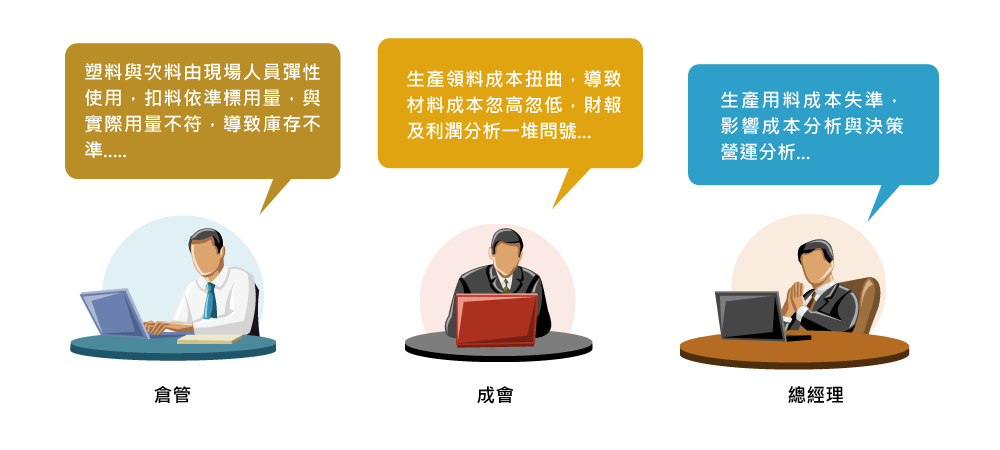 塑料與次料由現場人員彈性
使用，扣料依準標用量，與
實際用量不符，導致庫存不
準.....
生產領料成本扭曲，導致
材料成本忽高忽低，財報
及利潤分析一堆問號...
生產用料成本失準，
影響成本分析與決策
營運分析...
倉管
成會
總經理